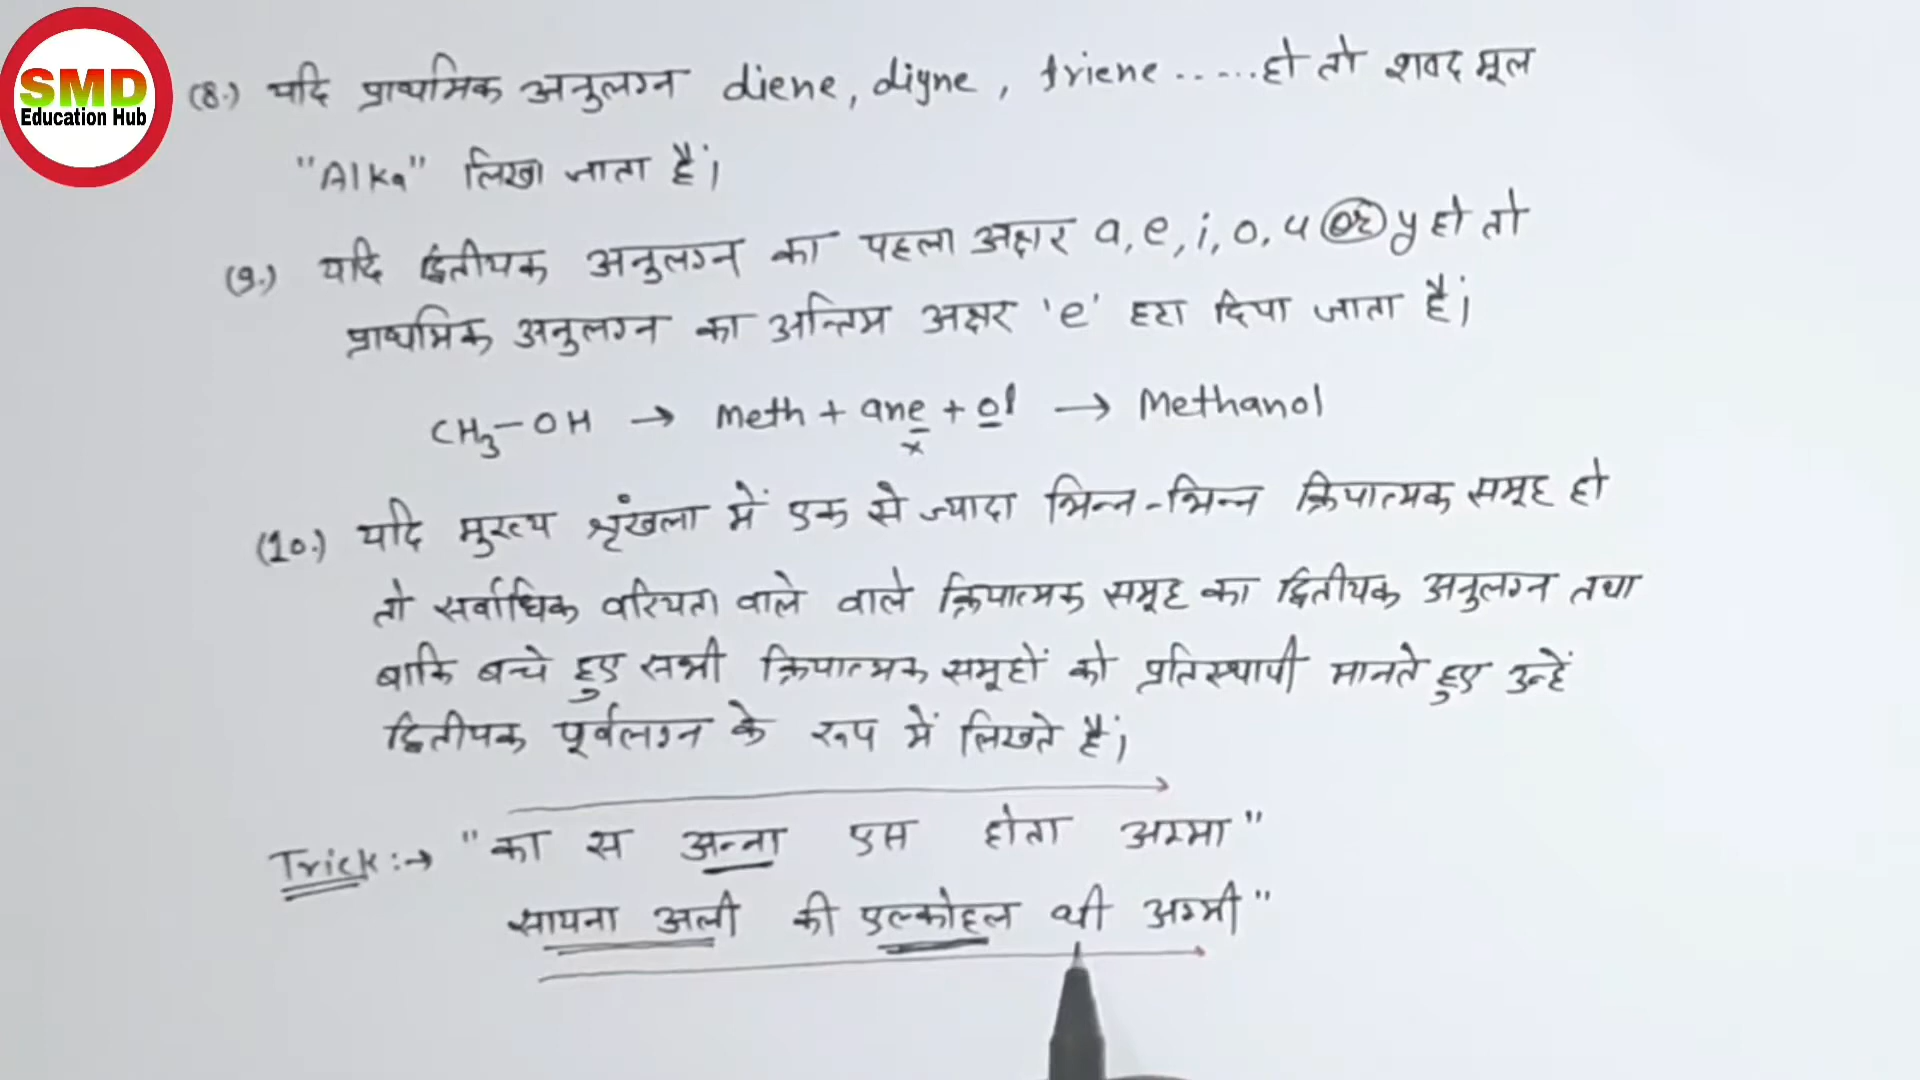 SMD
Education Hub
(8.) यदि प्राथमिक अनुलग्न diene, diyne, triene ...... हो तो शब्द मूल
"Alka" लिखा जाता है।
(9.) यदि द्वितीयक अनुलग्न का पहला अक्षर a, e, i, o, u or y हो तो
प्राथमिक अनुलग्न का अन्तिम अक्षर 'e' हटा दिया जाता है।
CH3-OH → Meth + ane + ol → Methanol
x
(10.) यदि मुख्य श्रृंखला में एक से ज्यादा भिन्न-भिन्न क्रियात्मक समूह हो
तो सर्वाधिक वरियता वाले वाले क्रियात्मक समूह का द्वितीयक अनुलग्न तथा
बाकि बच्चे हुए सभी क्रियात्मक समूहों को प्रतिस्थापी मानते हुए उन्हें
द्वितीयक पूर्वलग्न के रूप में लिखते है।
Trick:→ "का स अन्ना एस होता अम्मा"
सायना अली की एल्कोहल थी अम्मी"